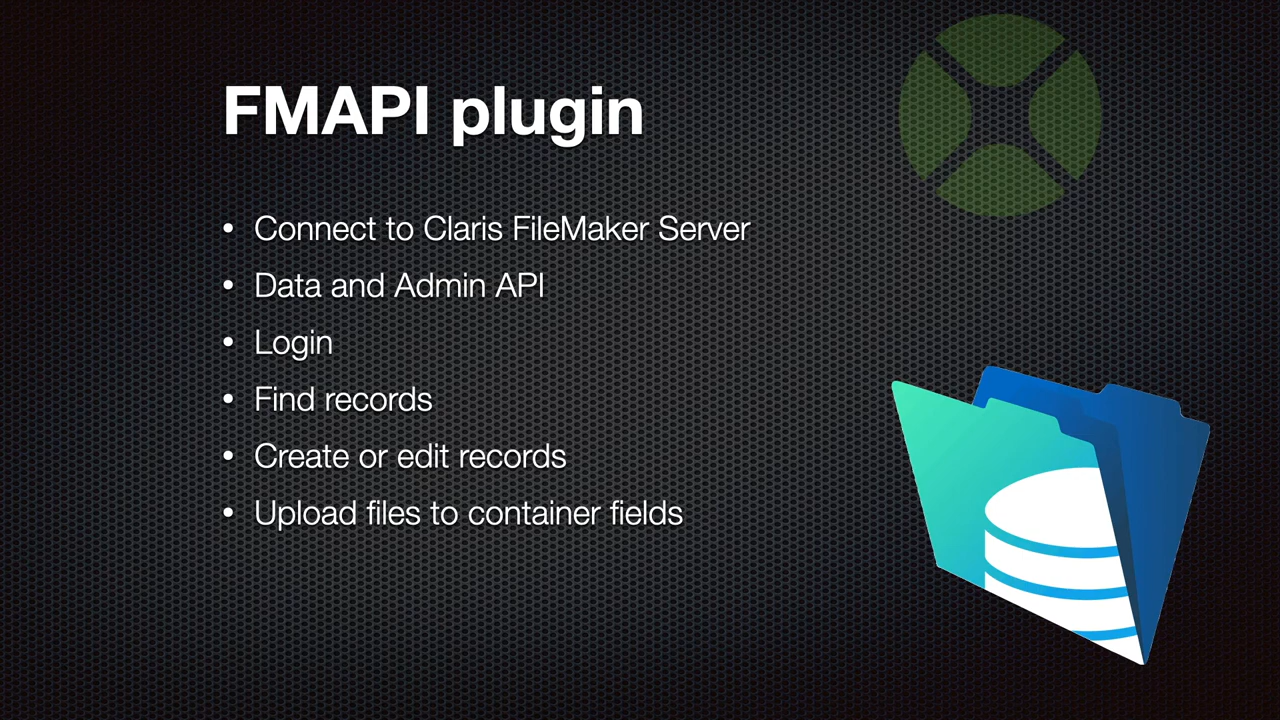 FMAPI plugin
• Connect to Claris FileMaker Server
• Data and Admin API
• Login
• Find records
• Create or edit records
• Upload files to container fields